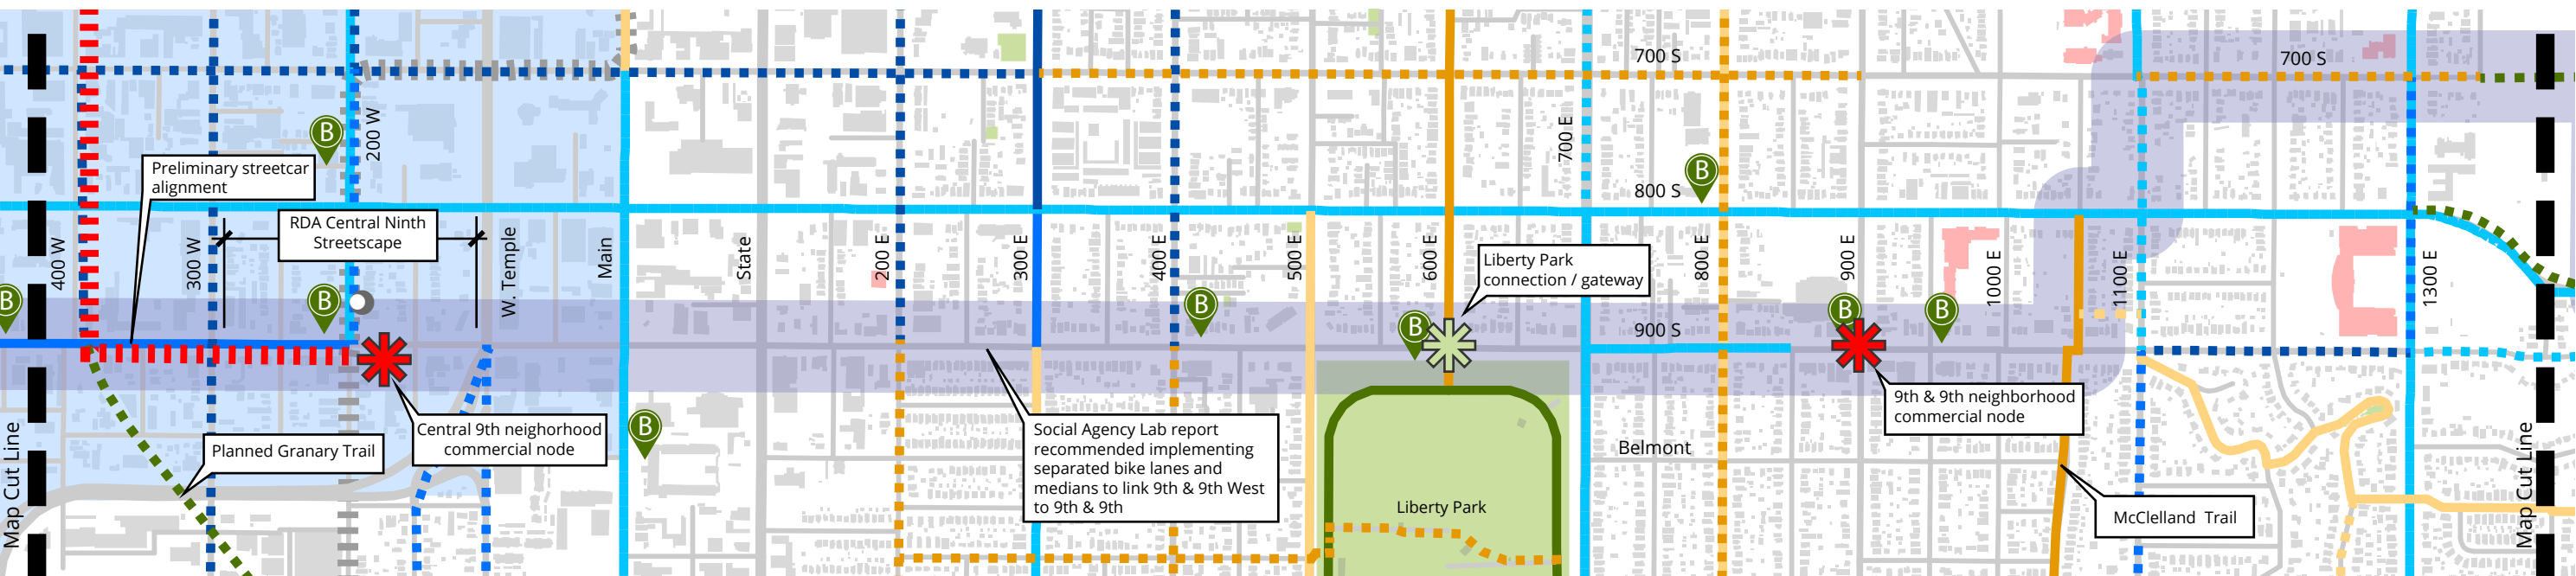 700 S
700 S
B
200 W
700 E
Preliminary streetcar
alignment
B
800 S
RDA Central Ninth
Streetscape
400 W
300 W
W. Temple
Main
State
200 E
300 E
400 E
500 E
600 E
Liberty Park
connection / gateway
800 E
900 E
1000 E
1100 E
1300 E
B
B
B
B
B
B
900 S
Planned Granary Trail
Central 9th neighorhood
commercial node
B
Social Agency Lab report
recommended implementing
separated bike lanes and
medians to link 9th & 9th West
to 9th & 9th
9th & 9th neighborhood
commercial node
Belmont
Liberty Park
McClelland Trail
Map Cut Line
Map Cut Line